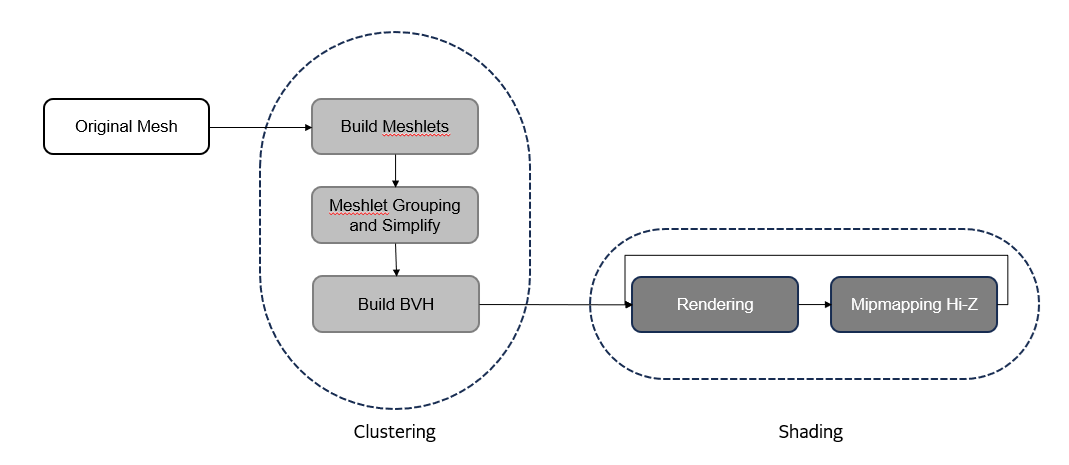 Original Mesh
Build Meshlets
Meshlet Grouping
and Simplify
Build BVH
Rendering
Mipmapping Hi-Z
Clustering
Shading